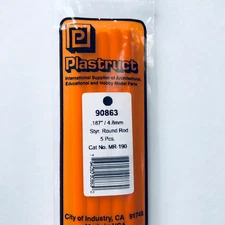 Plastruct
International Supplier of Architectural,
Educational and Hobby Model Parts
90863
.187" / 4.8mm
Styr. Round Rod
5 Pcs.
Cat No. MR-190
City of Industry, CA 91748